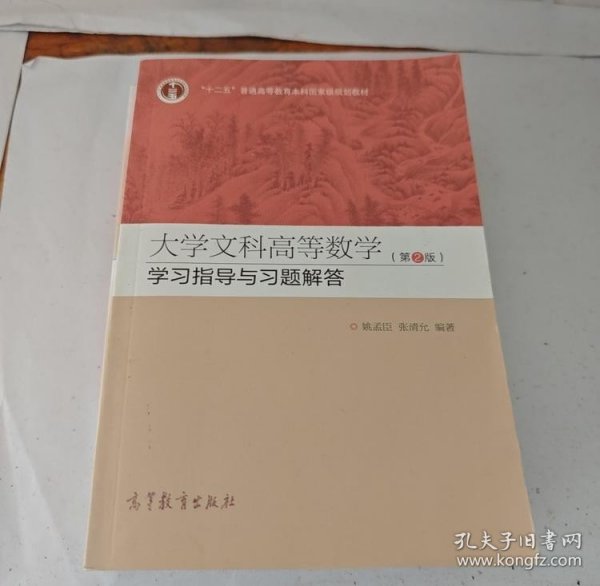 "十二五"普通高等教育本科国家级规划教材
大学文科高等数学(第2版)
学习指导与习题解答
姚孟臣 张清允 编著
高等教育出版社
孔夫子旧书网
www.kongfz.com